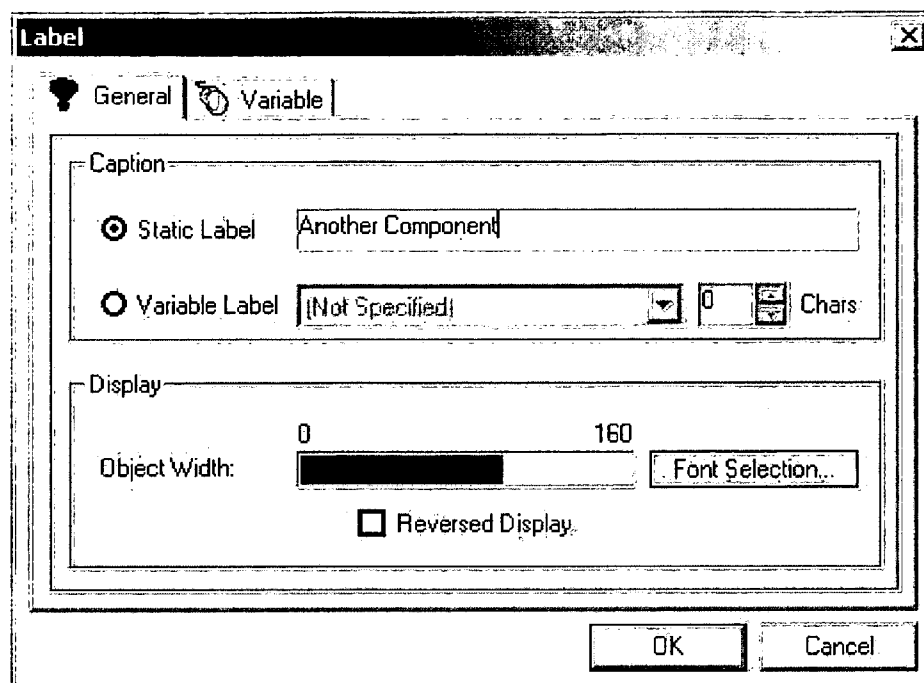 Label
General Variable
Caption
Static Label Another Component
Variable Label (Not Specified) 0 Chars
Display
0 160
Object Width: Font Selection...
Reversed Display
OK Cancel